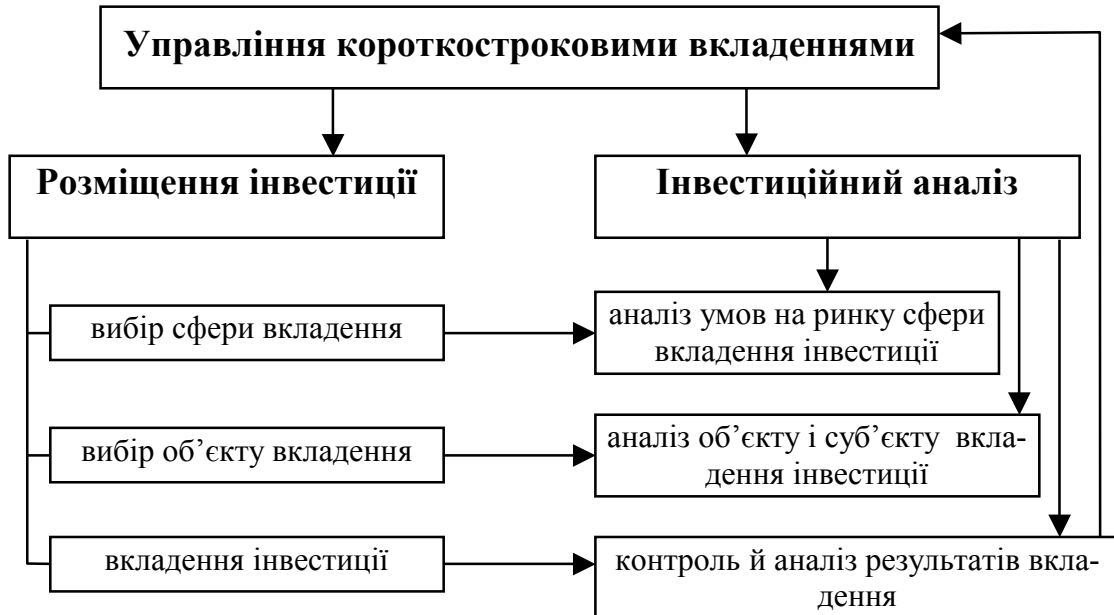 Управління короткостроковими вкладеннями
Розміщення інвестиції
Інвестиційний аналіз
вибір сфери вкладення
аналіз умов на ринку сфери
вкладення інвестиції
вибір об’єкту вкладення
аналіз об’єкту і суб’єкту вкла-
дення інвестиції
вкладення інвестиції
контроль й аналіз результатів вкла-
дення